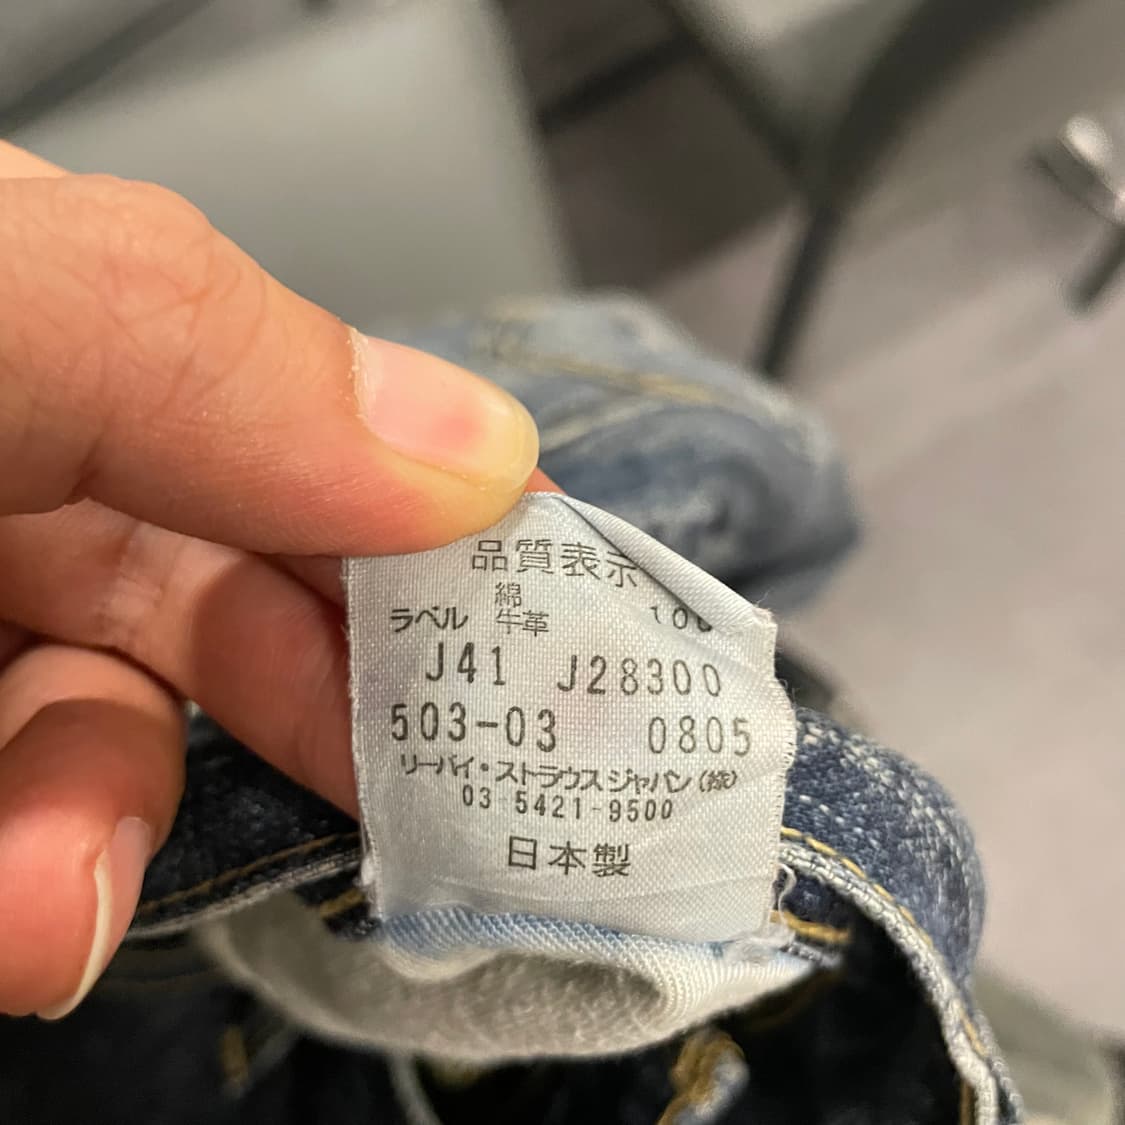 品質表示
綿 100
ラベル 牛革
J41 J28300
503-03 0805
リーバイ・ストラウス ジャパン(株)
03-5421-9500
日本製